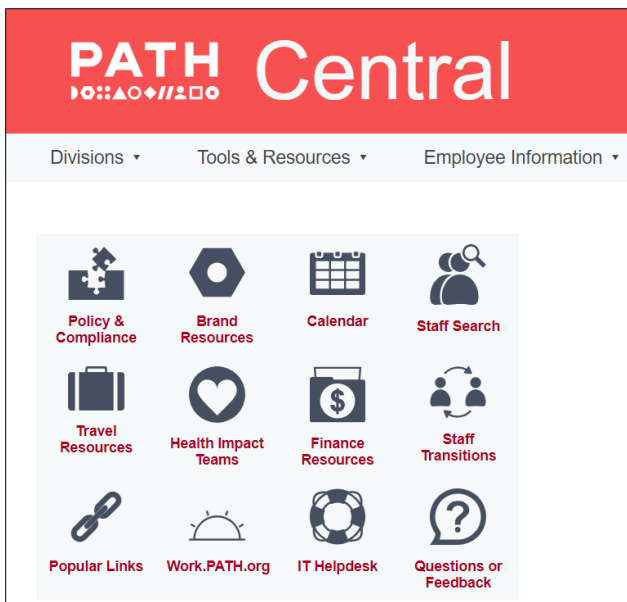 PATH Central
Divisions Tools & Resources Employee Information
Policy &
Compliance
Brand
Resources
Calendar
Staff Search
Travel
Resources
Health Impact
Teams
$
Finance
Resources
Staff
Transitions
Popular Links
Work.PATH.org
IT Helpdesk
?
Questions or
Feedback